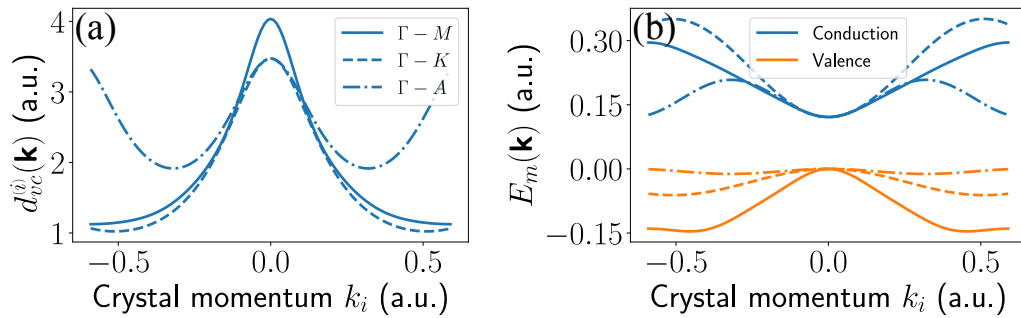 (a)
Γ − M
Γ − K
Γ − A
4
3
2
1
−0.5
0.0
0.5
d_{vc}^{(i)}(𝐤) (a.u.)
Crystal momentum k_i (a.u.)
(b)
Conduction
Valence
0.30
0.15
0.00
−0.15
−0.5
0.0
0.5
E_m(𝐤) (a.u.)
Crystal momentum k_i (a.u.)